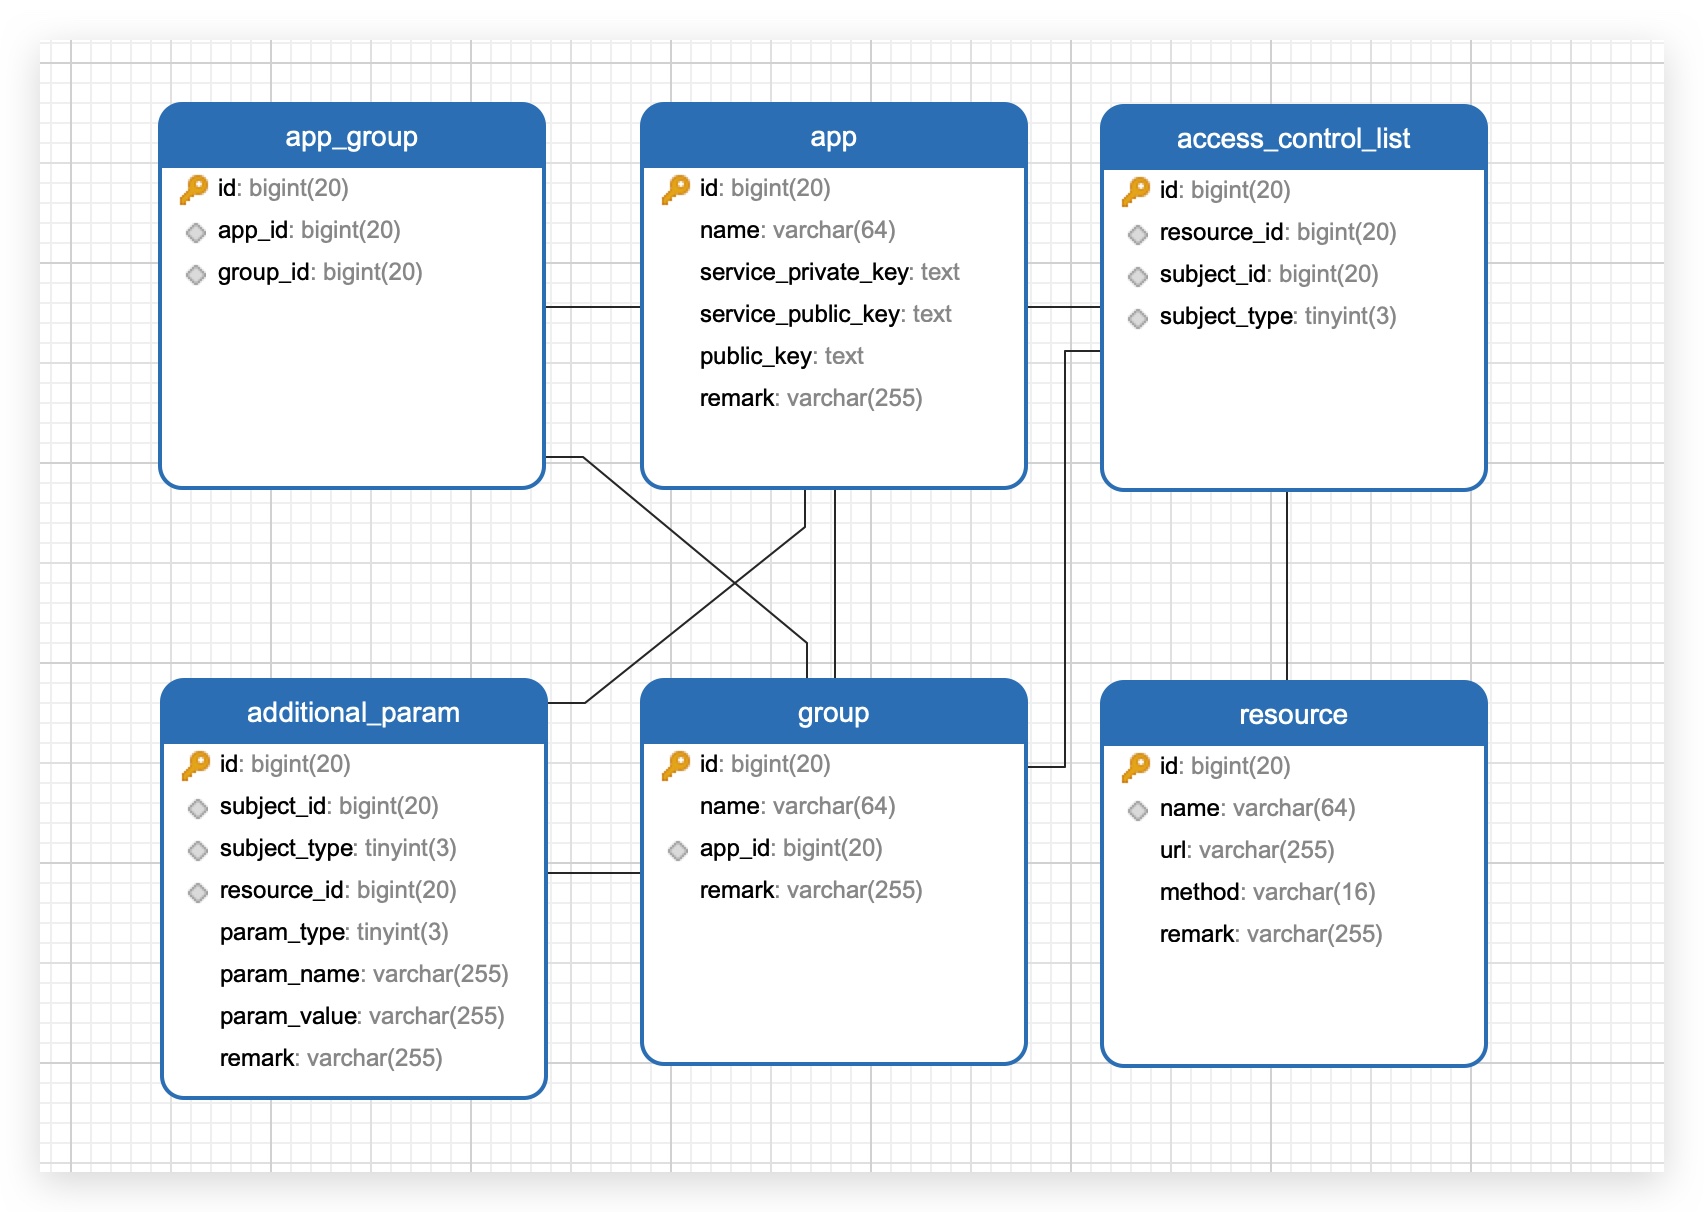 app_group
id: bigint(20)
app_id: bigint(20)
group_id: bigint(20)
app
id: bigint(20)
name: varchar(64)
service_private_key: text
service_public_key: text
public_key: text
remark: varchar(255)
access_control_list
id: bigint(20)
resource_id: bigint(20)
subject_id: bigint(20)
subject_type: tinyint(3)
additional_param
id: bigint(20)
subject_id: bigint(20)
subject_type: tinyint(3)
resource_id: bigint(20)
param_type: tinyint(3)
param_name: varchar(255)
param_value: varchar(255)
remark: varchar(255)
group
id: bigint(20)
name: varchar(64)
app_id: bigint(20)
remark: varchar(255)
resource
id: bigint(20)
name: varchar(64)
url: varchar(255)
method: varchar(16)
remark: varchar(255)